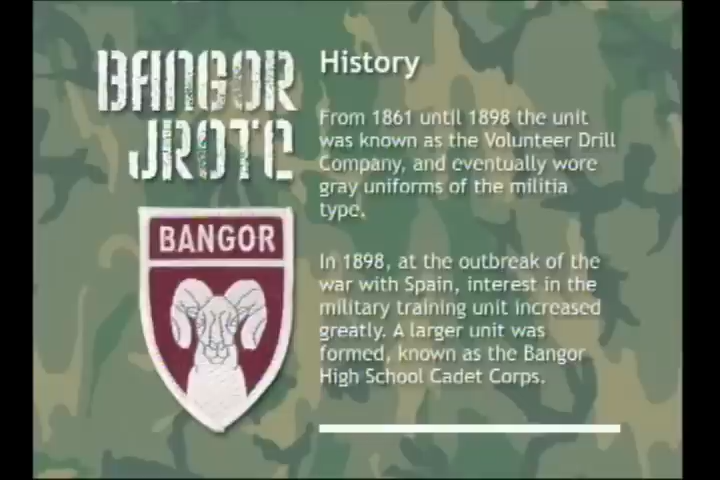 BANGOR
JROTC
BANGOR
History
From 1861 until 1898 the unit
was known as the Volunteer Drill
Company, and eventually wore
gray uniforms of the militia
type.
In 1898, at the outbreak of the
war with Spain, interest in the
military training unit increased
greatly. A larger unit was
formed, known as the Bangor
High School Cadet Corps.